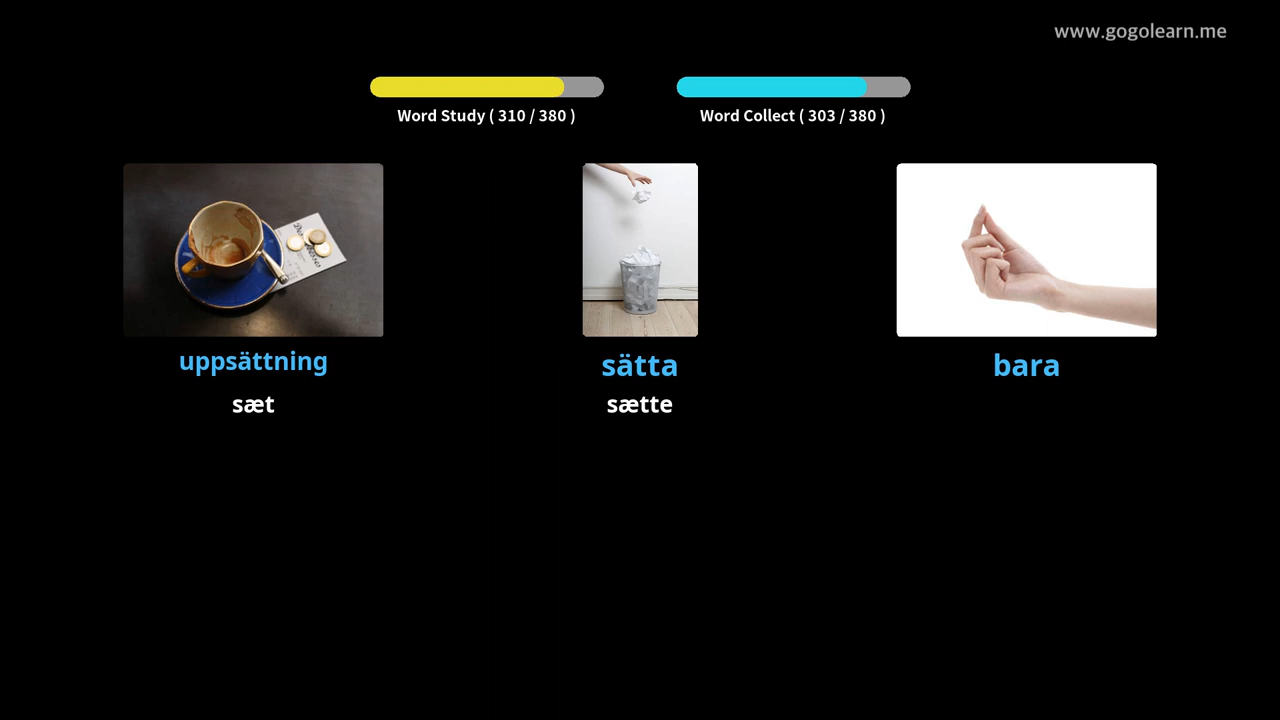 www.gogolearn.me
Word Study ( 310 / 380 )
Word Collect ( 303 / 380 )
uppsättning
sätta
bara
sæt
sætte